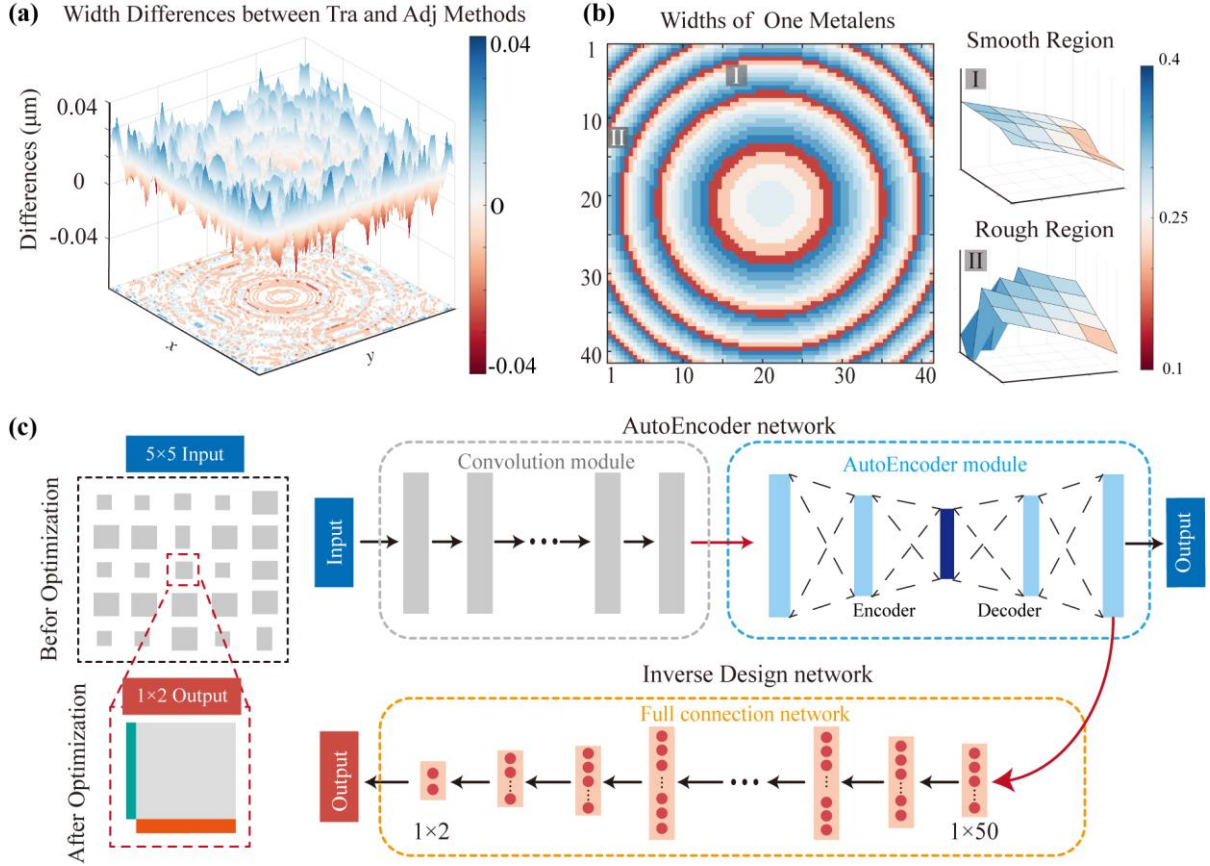 (a)
Width Differences between Tra and Adj Methods
0.04
0
-0.04
Differences (μm)
0.04
0
-0.04
x
y
(b)
Widths of One Metalens
1
10
20
30
40
1
10
20
30
40
I
II
Smooth Region
I
Rough Region
II
0.4
0.25
0.1
(c)
5×5 Input
Befor Optimization
1×2 Output
After Optimization
AutoEncoder network
Convolution module
AutoEncoder module
Input
Encoder
Decoder
Output
Inverse Design network
Full connection network
Output
1×2
1×50